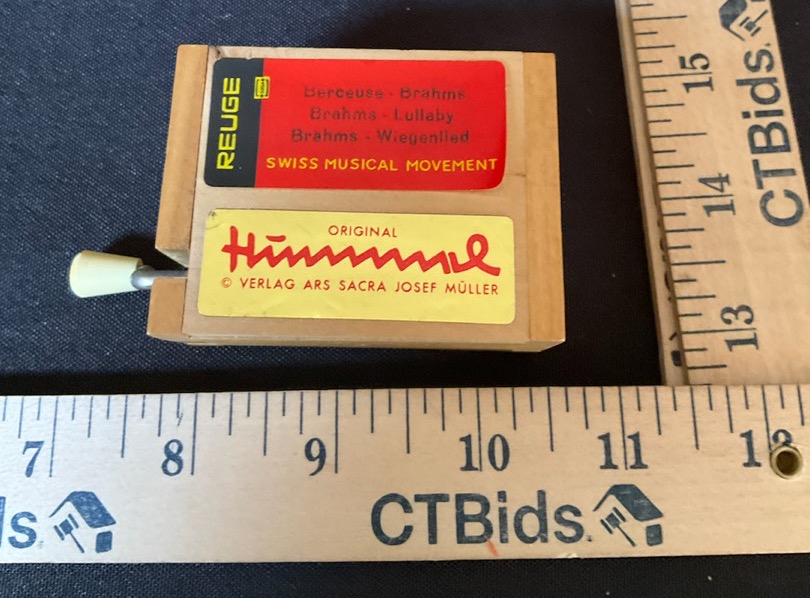 REUGE
Berceuse - Brahms
Brahms - Lullaby
Brahms - Wiegenlied
SWISS MUSICAL MOVEMENT
ORIGINAL
Hummel
© VERLAG ARS SACRA JOSEF MÜLLER
15
14
13
CTBids.
7 8 9 10 11 12
s. CTBids.